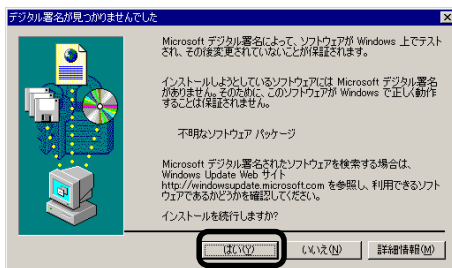 デジタル署名が見つかりませんでした
Microsoft デジタル署名によって、ソフトウェアが Windows 上でテスト
され、その後変更されていないことが保証されます。
インストールしようとしているソフトウェアには Microsoft デジタル署名
がありません。そのために、このソフトウェアが Windows で正しく動作
することは保証されません。
不明なソフトウェア パッケージ
Microsoft デジタル署名されたソフトウェアを検索する場合は、
Windows Update Web サイト
http://windowsupdate.microsoft.com を参照し、利用できるソフト
ウェアであるかどうかを確認してください。
インストールを続行しますか?
はい(Y) いいえ(N) 詳細情報(M)